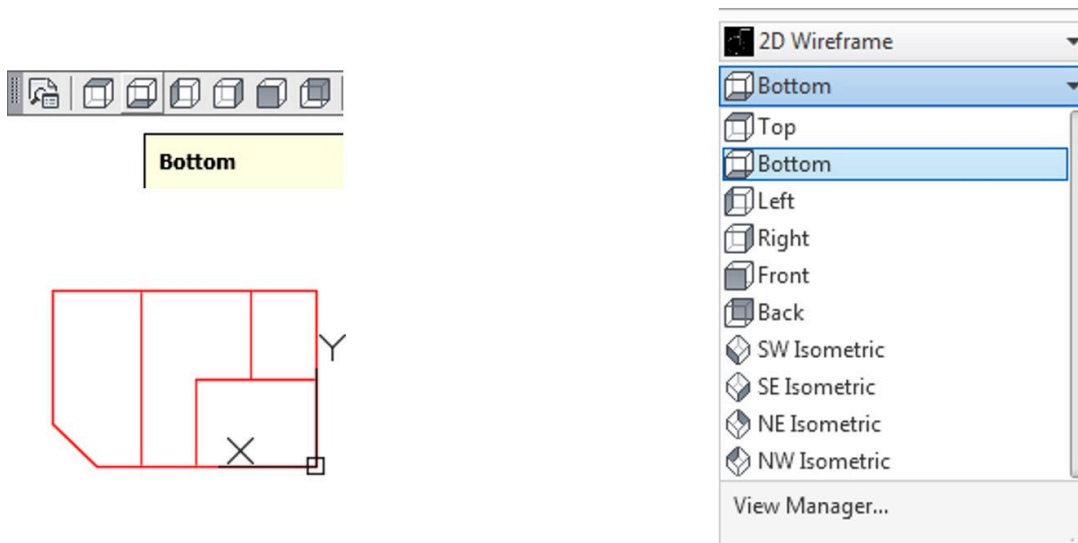 Bottom
Y
X
2D Wireframe
Bottom
Top
Bottom
Left
Right
Front
Back
SW Isometric
SE Isometric
NE Isometric
NW Isometric
View Manager...